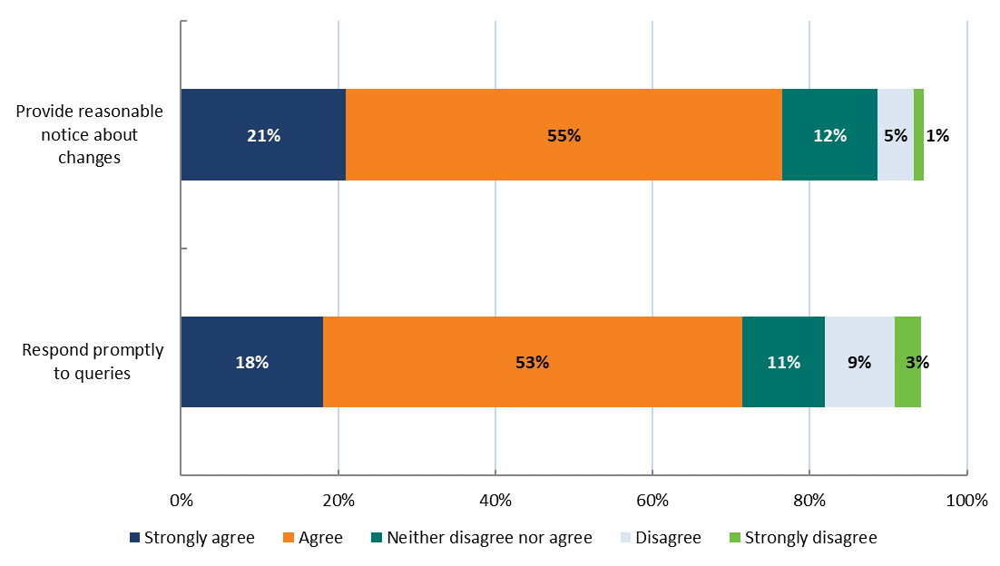 Provide reasonable
notice about
changes
21%
55%
12%
5%
1%
Respond promptly
to queries
18%
53%
11%
9%
3%
0%
20%
40%
60%
80%
100%
Strongly agree
Agree
Neither disagree nor agree
Disagree
Strongly disagree